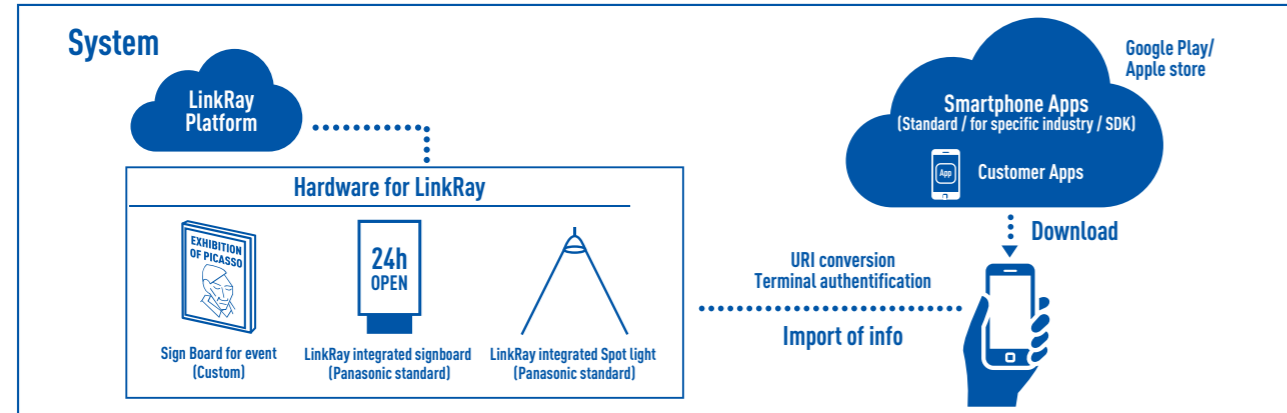 System
LinkRay
Platform
Hardware for LinkRay
EXHIBITION
OF PICASSO
Sign Board for event
(Custom)
24h
OPEN
LinkRay integrated signboard
(Panasonic standard)
LinkRay integrated Spot light
(Panasonic standard)
URI conversion
Terminal authentification
Import of info
Google Play/
Apple store
Smartphone Apps
(Standard / for specific industry / SDK)
App
Customer Apps
Download